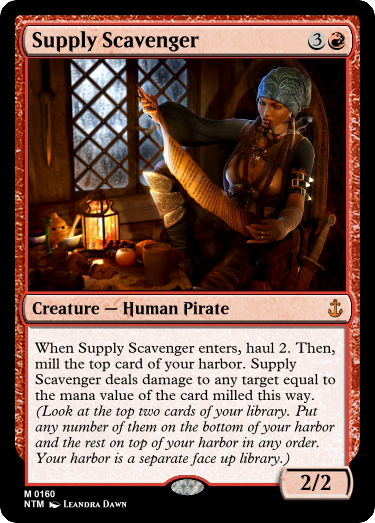 Supply Scavenger 3
Creature — Human Pirate
When Supply Scavenger enters, haul 2. Then,
mill the top card of your harbor. Supply
Scavenger deals damage to any target equal to
the mana value of the card milled this way.
(Look at the top two cards of your library. Put
any number of them on the bottom of your harbor
and the rest on top of your harbor in any order.
Your harbor is a separate face up library.)
2/2
M 0160
NTM Leandra Dawn